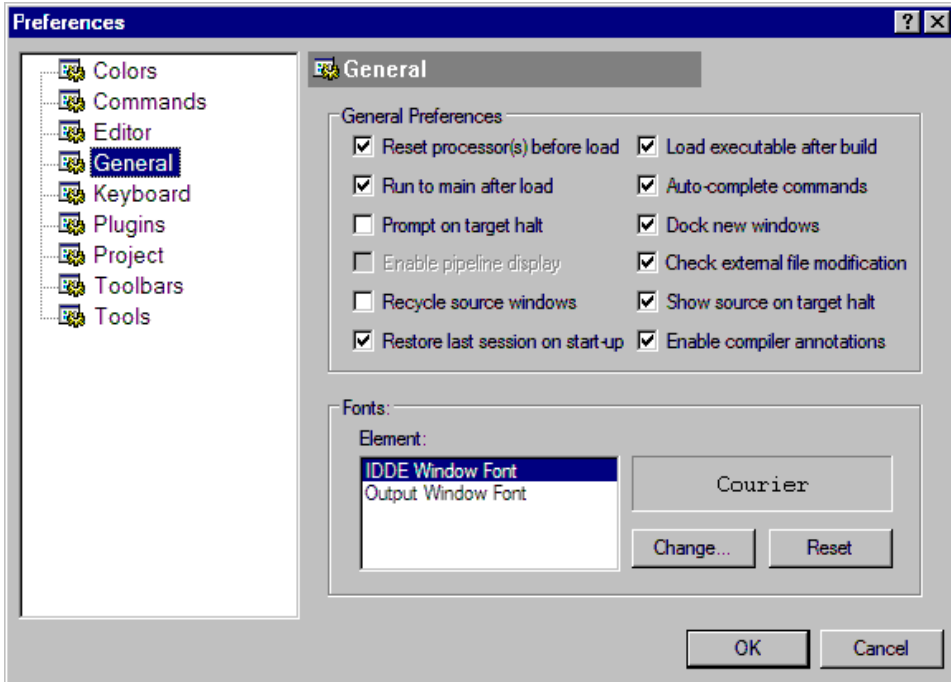 Preferences
Colors
Commands
Editor
General
Keyboard
Plugins
Project
Toolbars
Tools
General
General Preferences
Reset processor(s) before load
Load executable after build
Run to main after load
Auto-complete commands
Prompt on target halt
Dock new windows
Enable pipeline display
Check external file modification
Recycle source windows
Show source on target halt
Restore last session on start-up
Enable compiler annotations
Fonts:
Element:
IDDE Window Font
Output Window Font
Courier
Change...
Reset
OK
Cancel